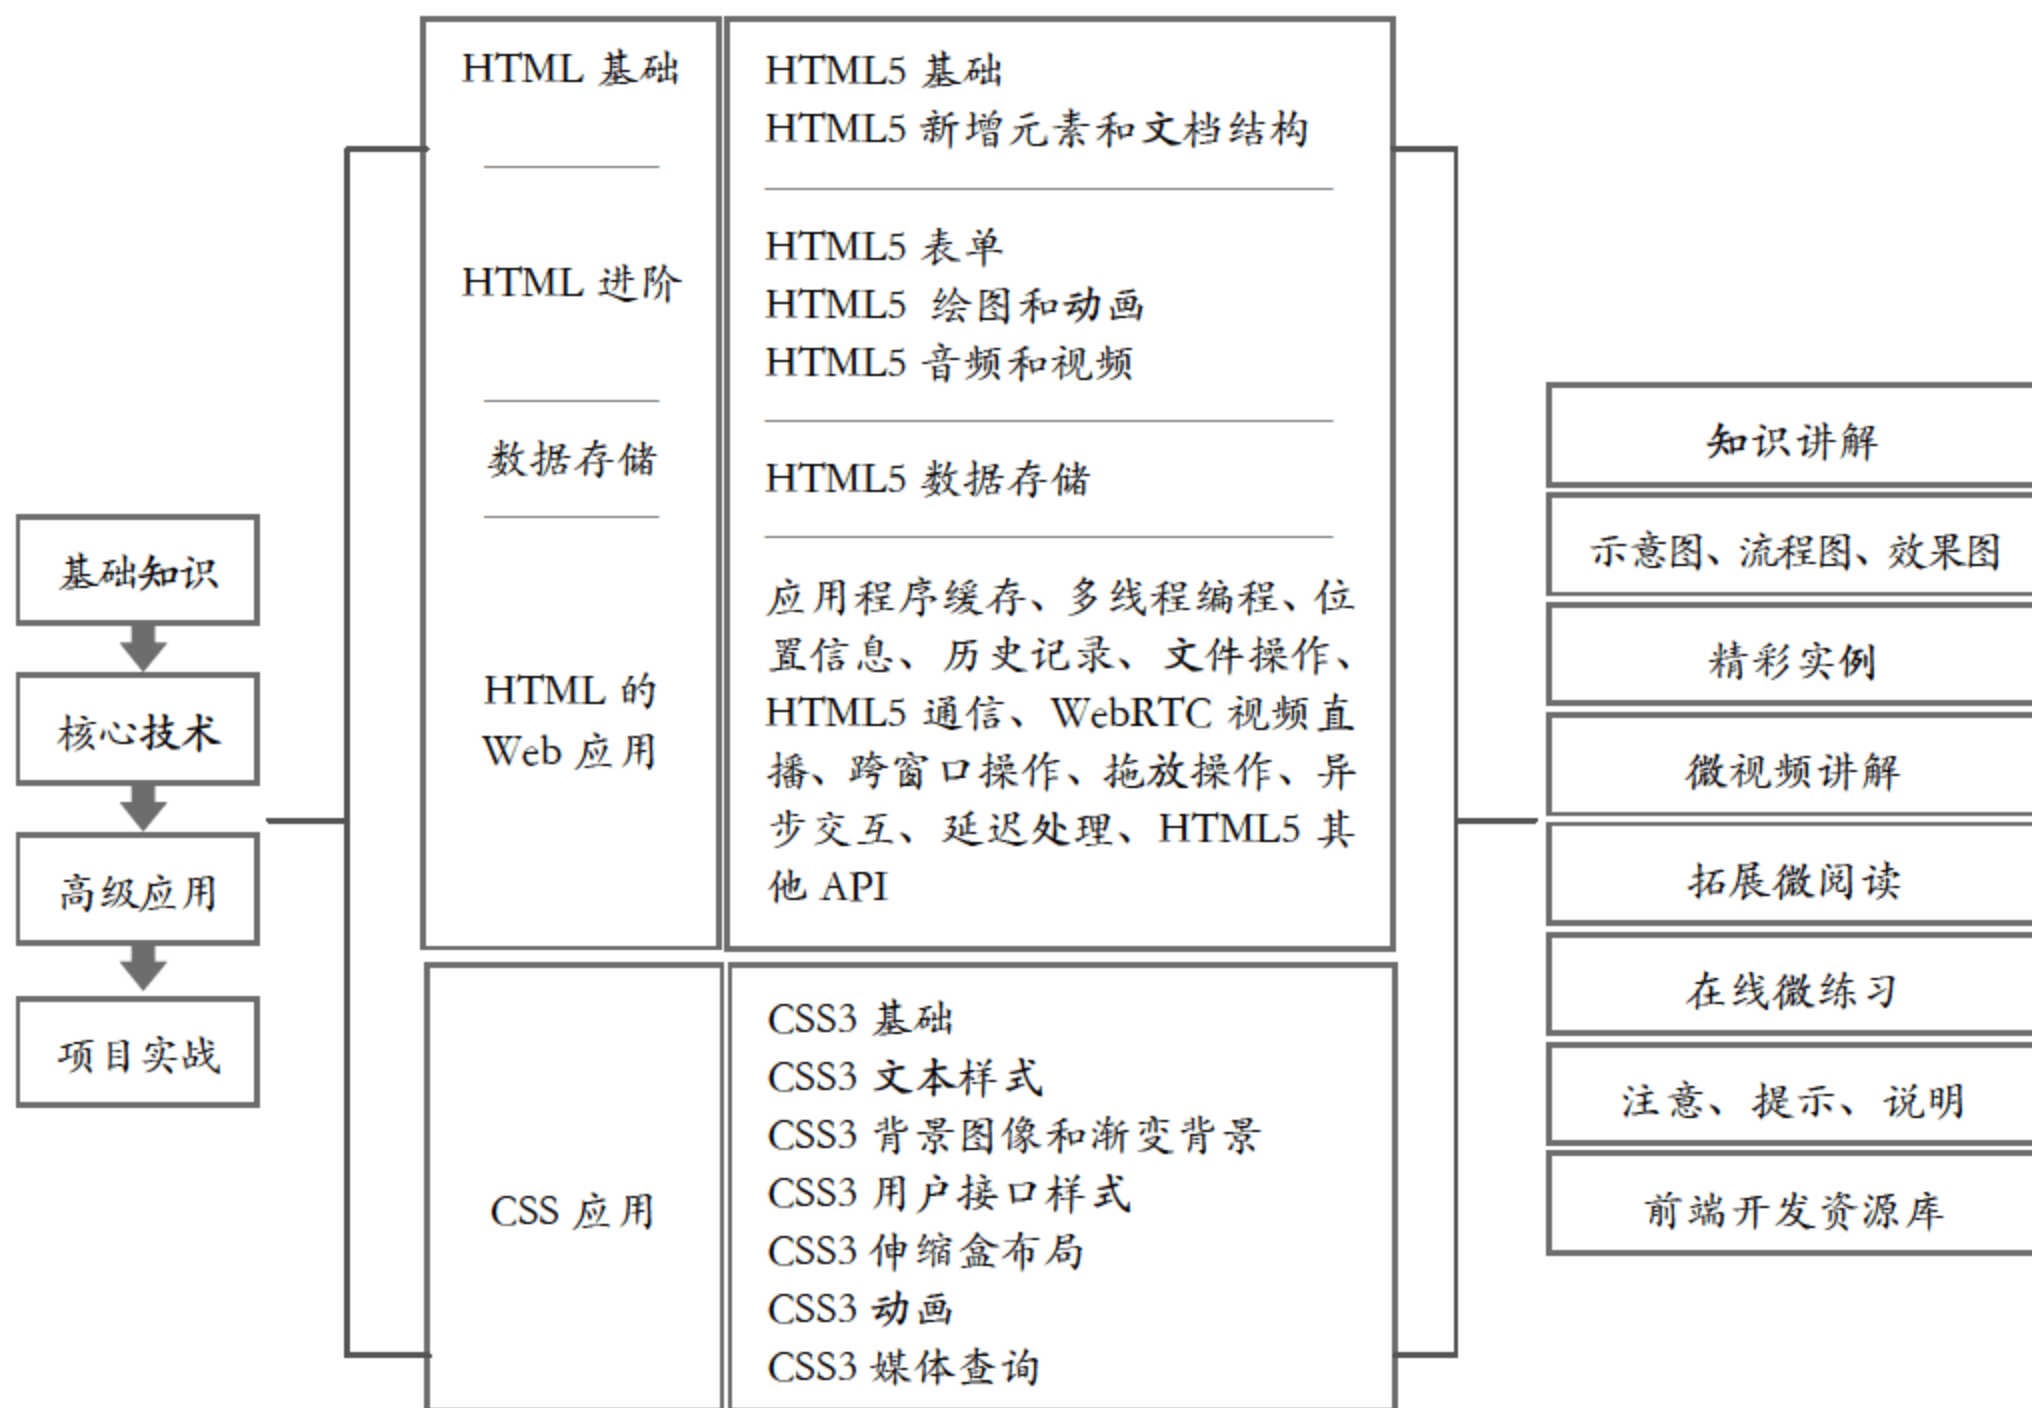 基础知识
核心技术
高级应用
项目实战
HTML 基础
HTML5 基础
HTML5 新增元素和文档结构
HTML 进阶
HTML5 表单
HTML5 绘图和动画
HTML5 音频和视频
数据存储
HTML5 数据存储
HTML 的
Web 应用
应用程序缓存、多线程编程、位
置信息、历史记录、文件操作、
HTML5 通信、WebRTC 视频直
播、跨窗口操作、拖放操作、异
步交互、延迟处理、HTML5 其
他 API
CSS 应用
CSS3 基础
CSS3 文本样式
CSS3 背景图像和渐变背景
CSS3 用户接口样式
CSS3 伸缩盒布局
CSS3 动画
CSS3 媒体查询
知识讲解
示意图、流程图、效果图
精彩实例
微视频讲解
拓展微阅读
在线微练习
注意、提示、说明
前端开发资源库